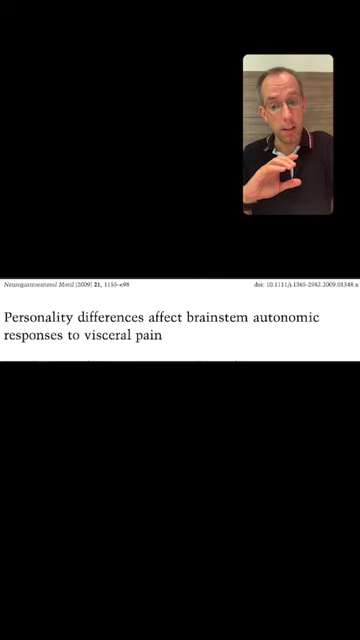 Neurogastroenterol Motil (2009) 21, 1155–e98
doi: 10.1111/j.1365-2982.2009.01348.x
Personality differences affect brainstem autonomic
responses to visceral pain